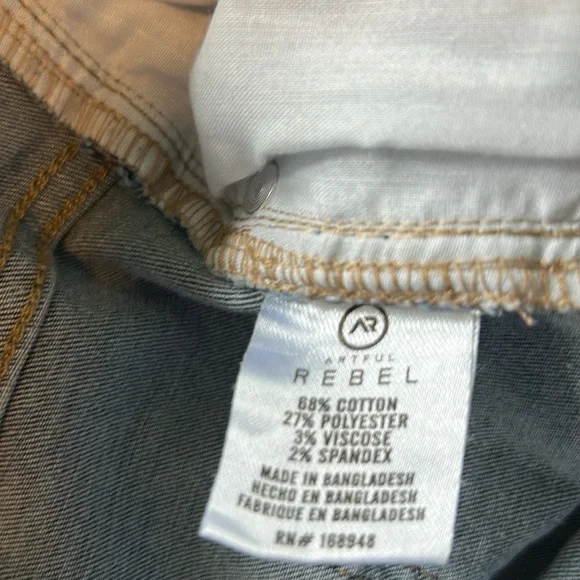 AR
ARTFUL
REBEL
68% COTTON
27% POLYESTER
3% VISCOSE
2% SPANDEX
MADE IN BANGLADESH
HECHO EN BANGLADESH
FABRIQUE EN BANGLADESH
RN# 168948